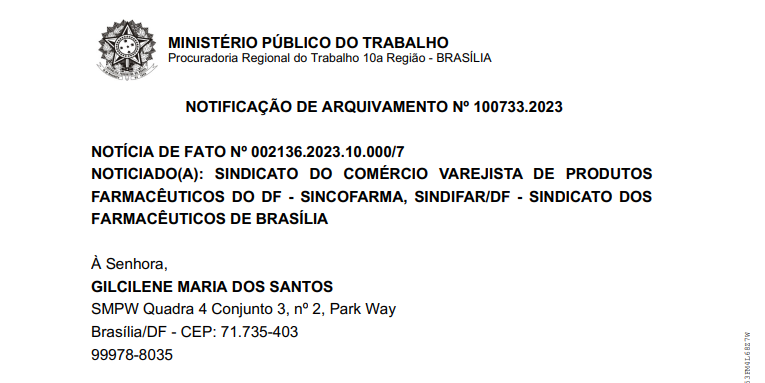 MINISTÉRIO PÚBLICO DO TRABALHO
Procuradoria Regional do Trabalho 10a Região - BRASÍLIA
NOTIFICAÇÃO DE ARQUIVAMENTO Nº 100733.2023
NOTÍCIA DE FATO Nº 002136.2023.10.000/7
NOTICIADO(A): SINDICATO DO COMÉRCIO VAREJISTA DE PRODUTOS
FARMACÊUTICOS DO DF - SINCOFARMA, SINDIFAR/DF - SINDICATO DOS
FARMACÊUTICOS DE BRASÍLIA
À Senhora,
GILCILENE MARIA DOS SANTOS
SMPW Quadra 4 Conjunto 3, nº 2, Park Way
Brasília/DF - CEP: 71.735-403
99978-8035